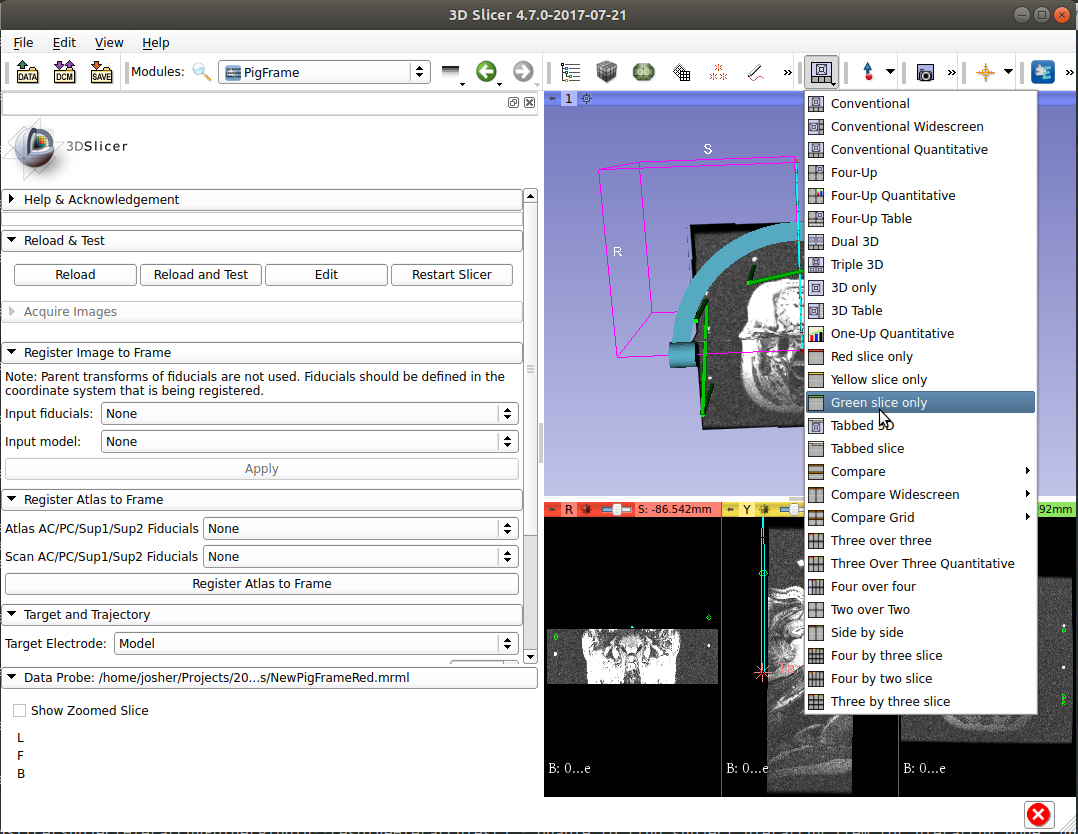 3D Slicer 4.7.0-2017-07-21
File Edit View Help
DATA DCM SAVE Modules: PigFrame
1
3DSlicer
Help & Acknowledgement
Reload & Test
Reload Reload and Test Edit Restart Slicer
Acquire Images
Register Image to Frame
Note: Parent transforms of fiducials are not used. Fiducials should be defined in the
coordinate system that is being registered.
Input fiducials: None
Input model: None
Apply
Register Atlas to Frame
Atlas AC/PC/Sup1/Sup2 Fiducials None
Scan AC/PC/Sup1/Sup2 Fiducials None
Register Atlas to Frame
Target and Trajectory
Target Electrode: Model
Data Probe: /home/josher/Projects/20...s/NewPigFrameRed.mrml
Show Zoomed Slice
L
F
B
S
R
R S: -86.542mm Y
92mm
B: 0...e B: 0...e B: 0...e
Conventional
Conventional Widescreen
Conventional Quantitative
Four-Up
Four-Up Quantitative
Four-Up Table
Dual 3D
Triple 3D
3D only
3D Table
One-Up Quantitative
Red slice only
Yellow slice only
Green slice only
Tabbed
Tabbed slice
Compare
Compare Widescreen
Compare Grid
Three over three
Three Over Three Quantitative
Four over four
Two over Two
Side by side
Four by three slice
Four by two slice
Three by three slice